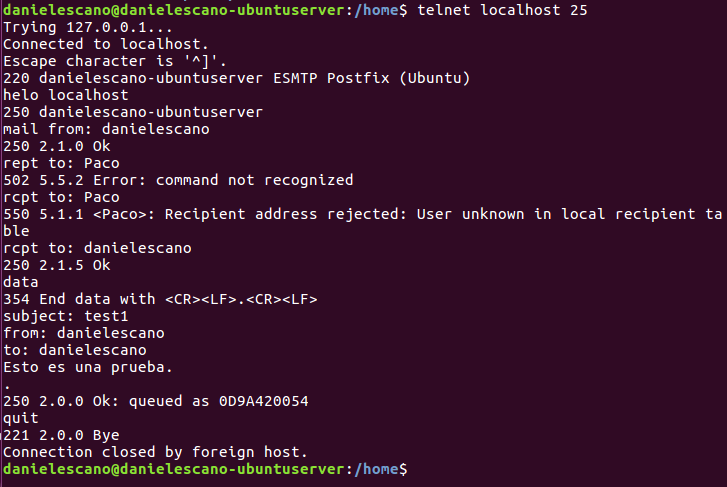 danielescano@danielescano-ubuntuserver:/home$ telnet localhost 25
Trying 127.0.0.1...
Connected to localhost.
Escape character is '^]'.
220 danielescano-ubuntuserver ESMTP Postfix (Ubuntu)
helo localhost
250 danielescano-ubuntuserver
mail from: danielescano
250 2.1.0 Ok
rept to: Paco
502 5.5.2 Error: command not recognized
rcpt to: Paco
550 5.1.1 <Paco>: Recipient address rejected: User unknown in local recipient ta
ble
rcpt to: danielescano
250 2.1.5 Ok
data
354 End data with <CR><LF>.<CR><LF>
subject: test1
from: danielescano
to: danielescano
Esto es una prueba.
.
250 2.0.0 Ok: queued as 0D9A420054
quit
221 2.0.0 Bye
Connection closed by foreign host.
danielescano@danielescano-ubuntuserver:/home$